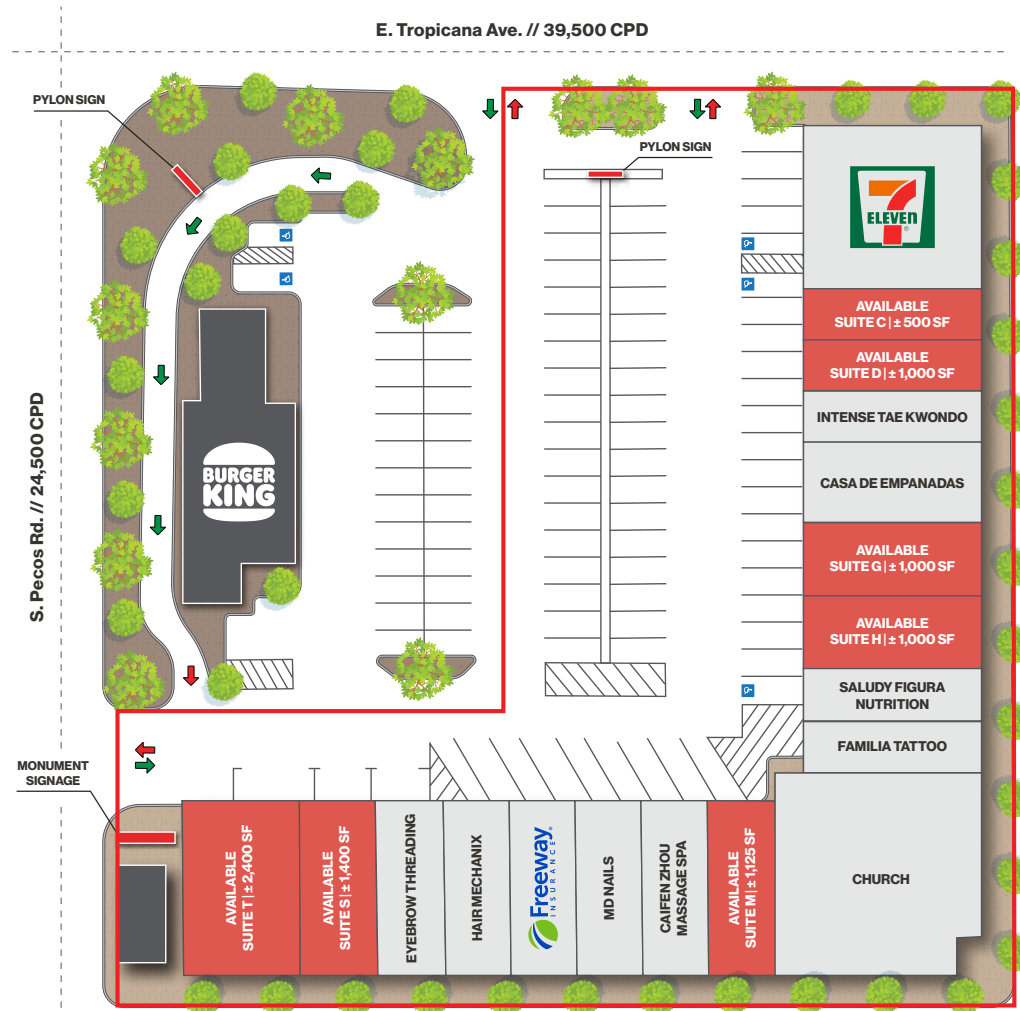 E. Tropicana Ave. // 39,500 CPD
PYLON SIGN
PYLON SIGN
7
ELEVEN
®
AVAILABLE
SUITE C | ± 500 SF
AVAILABLE
SUITE D | ± 1,000 SF
INTENSE TAE KWONDO
CASA DE EMPANADAS
AVAILABLE
SUITE G | ± 1,000 SF
AVAILABLE
SUITE H | ± 1,000 SF
SALUDY FIGURA
NUTRITION
FAMILIA TATTOO
CHURCH
S. Pecos Rd. // 24,500 CPD
BURGER
KING
MONUMENT
SIGNAGE
AVAILABLE
SUITE T | ± 2,400 SF
AVAILABLE
SUITE S | ± 1,400 SF
EYEBROW THREADING
HAIR MECHANIX
Freeway
INSURANCE®
MD NAILS
CAIFEN ZHOU
MASSAGE SPA
AVAILABLE
SUITE M | ± 1,125 SF